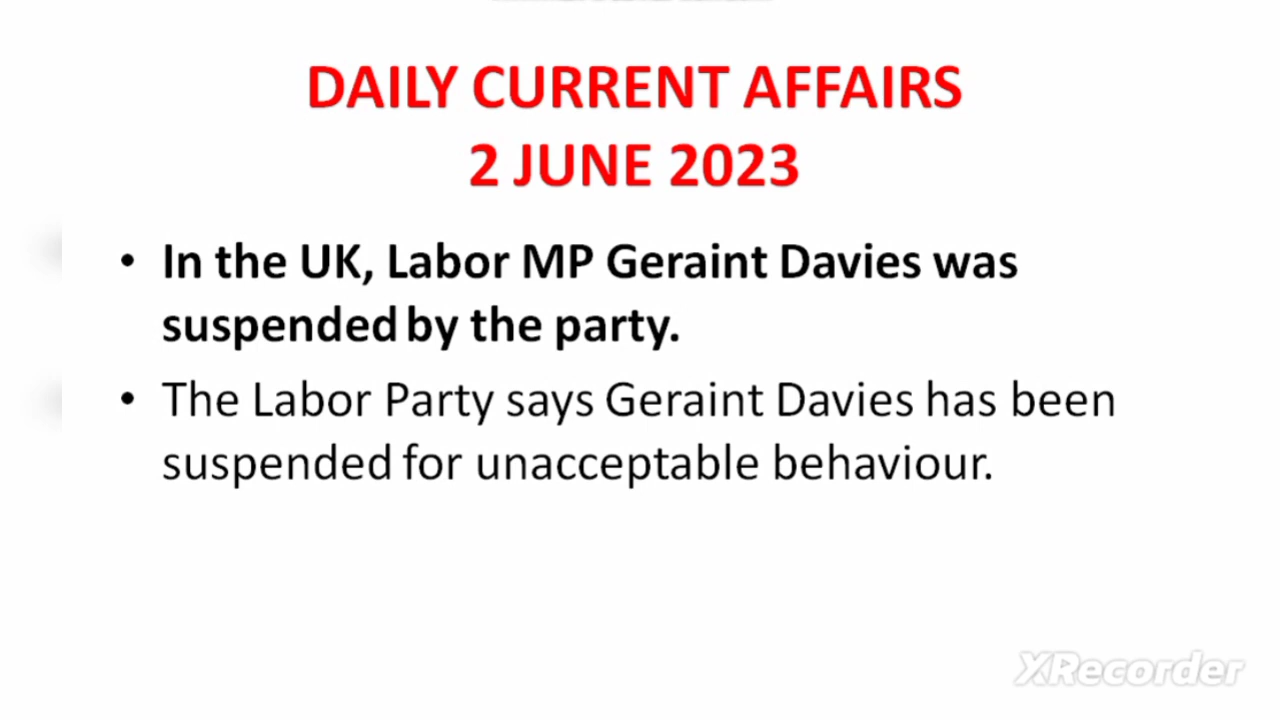 DAILY CURRENT AFFAIRS
2 JUNE 2023
• In the UK, Labor MP Geraint Davies was
suspended by the party.
• The Labor Party says Geraint Davies has been
suspended for unacceptable behaviour.
XRecorder